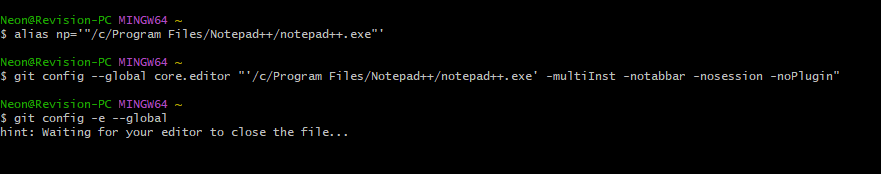 Neon@Revision-PC MINGW64 ~
$ alias np='"/c/Program Files/Notepad++/notepad++.exe"'
Neon@Revision-PC MINGW64 ~
$ git config --global core.editor "'/c/Program Files/Notepad++/notepad++.exe' -multiInst -notabbar -nosession -noPlugin"
Neon@Revision-PC MINGW64 ~
$ git config -e --global
hint: Waiting for your editor to close the file...